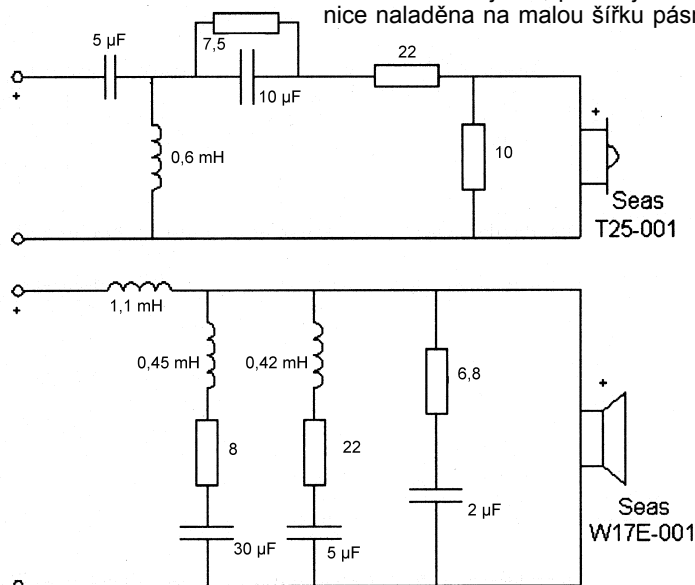 nice naladěna na malou šířku pásm
5 µF
7,5
10 µF
22
+
0,6 mH
10
+
Seas
T25-001
+
1,1 mH
0,45 mH
0,42 mH
6,8
+
8
22
30 µF
5 µF
2 µF
Seas
W17E-001